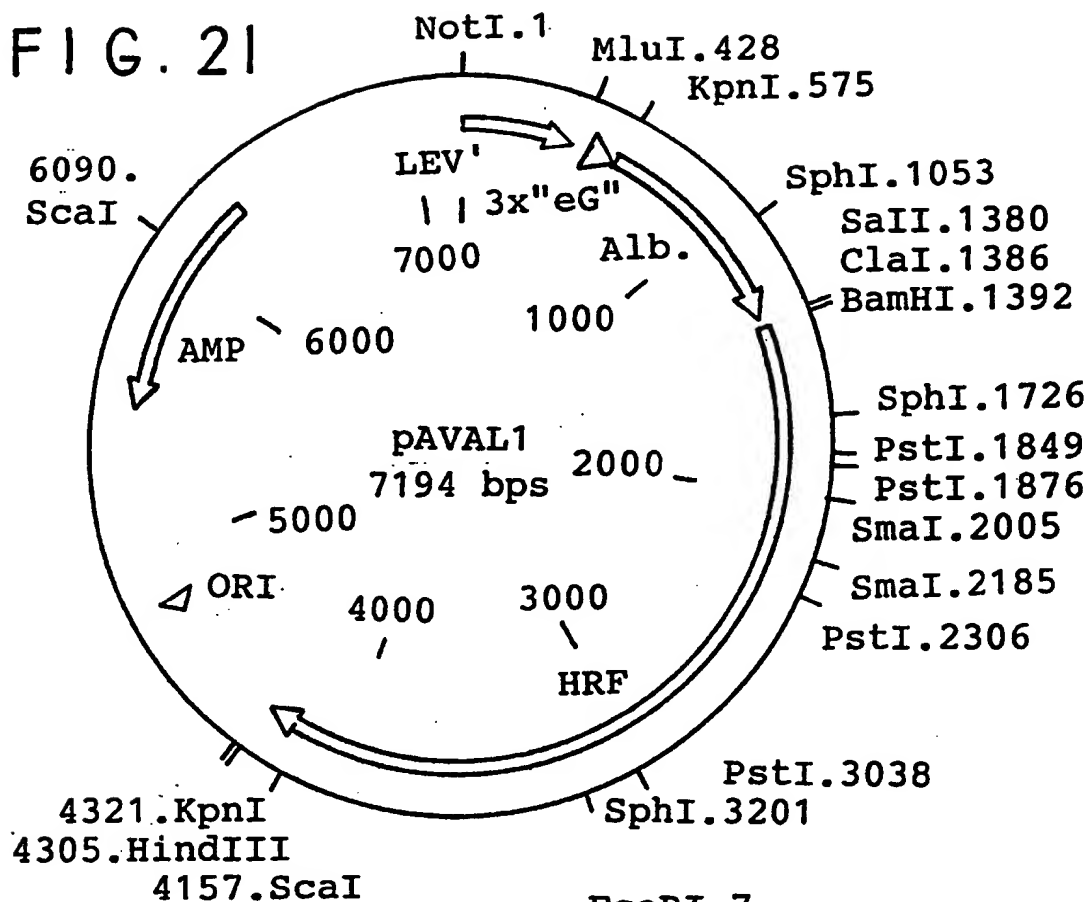 FIG. 21
NotI.1
MluI.428
KpnI.575
6090.
ScaI
LEV'
3x"eG"
SphI.1053
SaII.1380
ClaI.1386
BamHI.1392
7000
Alb.
1000
AMP
6000
SphI.1726
pAVAL1
7194 bps
2000
PstI.1849
PstI.1876
SmaI.2005
5000
ORI
4000
3000
SmaI.2185
PstI.2306
HRF
PstI.3038
SphI.3201
4321.KpnI
4305.HindIII
4157.ScaI